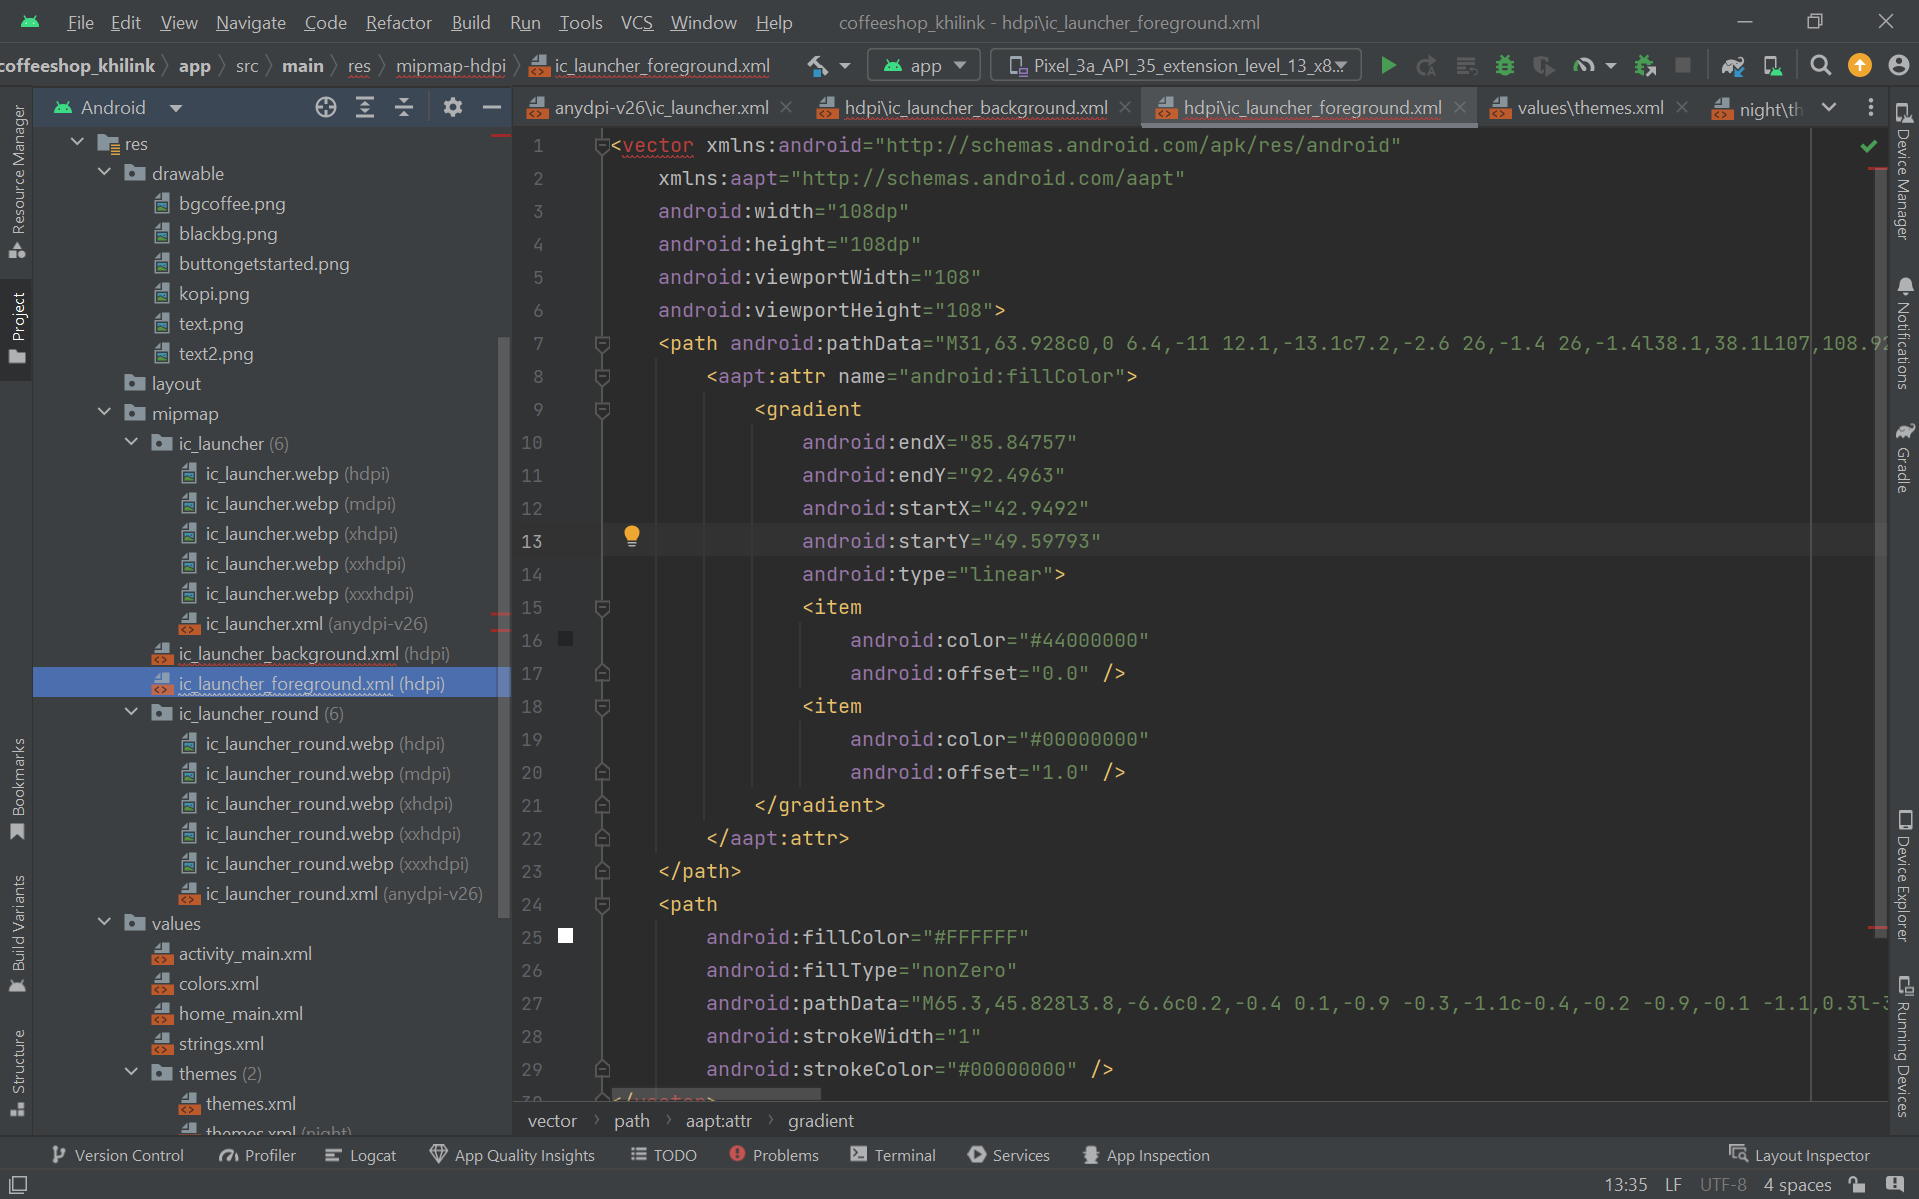 File Edit View Navigate Code Refactor Build Run Tools VCS Window Help coffeeshop_khilink - hdpi\ic_launcher_foreground.xml
coffeeshop_khilink app src main res mipmap-hdpi ic_launcher_foreground.xml app Pixel_3a_API_35_extension_level_13_x8...
Android
anydpi-v26\ic_launcher.xml hdpi\ic_launcher_background.xml hdpi\ic_launcher_foreground.xml values\themes.xml night\th
Resource Manager
Project
Bookmarks
Build Variants
Structure
res
drawable
bgcoffee.png
blackbg.png
buttongetstarted.png
kopi.png
text.png
text2.png
layout
mipmap
ic_launcher (6)
ic_launcher.webp (hdpi)
ic_launcher.webp (mdpi)
ic_launcher.webp (xhdpi)
ic_launcher.webp (xxhdpi)
ic_launcher.webp (xxxhdpi)
ic_launcher.xml (anydpi-v26)
ic_launcher_background.xml (hdpi)
ic_launcher_foreground.xml (hdpi)
ic_launcher_round (6)
ic_launcher_round.webp (hdpi)
ic_launcher_round.webp (mdpi)
ic_launcher_round.webp (xhdpi)
ic_launcher_round.webp (xxhdpi)
ic_launcher_round.webp (xxxhdpi)
ic_launcher_round.xml (anydpi-v26)
values
activity_main.xml
colors.xml
home_main.xml
strings.xml
themes (2)
themes.xml
themes.xml (night)
1 <vector xmlns:android="http://schemas.android.com/apk/res/android"
2 xmlns:aapt="http://schemas.android.com/aapt"
3 android:width="108dp"
4 android:height="108dp"
5 android:viewportWidth="108"
6 android:viewportHeight="108">
7 <path android:pathData="M31,63.928c0,0 6.4,-11 12.1,-13.1c7.2,-2.6 26,-1.4 26,-1.4l38.1,38.1L107,108.92
8 <aapt:attr name="android:fillColor">
9 <gradient
10 android:endX="85.84757"
11 android:endY="92.4963"
12 android:startX="42.9492"
13 android:startY="49.59793"
14 android:type="linear">
15 <item
16 android:color="#44000000"
17 android:offset="0.0" />
18 <item
19 android:color="#00000000"
20 android:offset="1.0" />
21 </gradient>
22 </aapt:attr>
23 </path>
24 <path
25 android:fillColor="#FFFFFF"
26 android:fillType="nonZero"
27 android:pathData="M65.3,45.828l3.8,-6.6c0.2,-0.4 0.1,-0.9 -0.3,-1.1c-0.4,-0.2 -0.9,-0.1 -1.1,0.3l-3
28 android:strokeWidth="1"
29 android:strokeColor="#00000000" />
30 </vector>
vector path aapt:attr gradient
Device Manager
Notifications
Gradle
Device Explorer
Running Devices
Version Control Profiler Logcat App Quality Insights TODO Problems Terminal Services App Inspection Layout Inspector
13:35 LF UTF-8 4 spaces